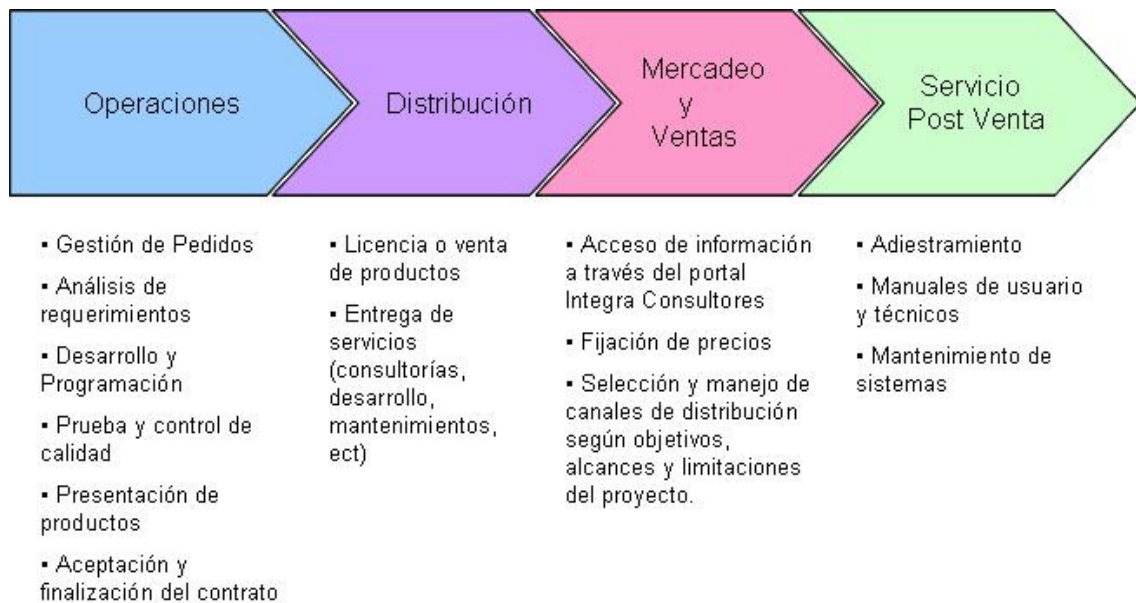 Operaciones
Distribución
Mercadeo
y
Ventas
Servicio
Post Venta
▪ Gestión de Pedidos
▪ Análisis de
requerimientos
▪ Desarrollo y
Programación
▪ Prueba y control de
calidad
▪ Presentación de
productos
▪ Aceptación y
finalización del contrato
▪ Licencia o venta
de productos
▪ Entrega de
servicios
(consultorías,
desarrollo,
mantenimientos,
ect)
▪ Acceso de información
a través del portal
Integra Consultores
▪ Fijación de precios
▪ Selección y manejo de
canales de distribución
según objetivos,
alcances y limitaciones
del proyecto.
▪ Adiestramiento
▪ Manuales de usuario
y técnicos
▪ Mantenimiento de
sistemas